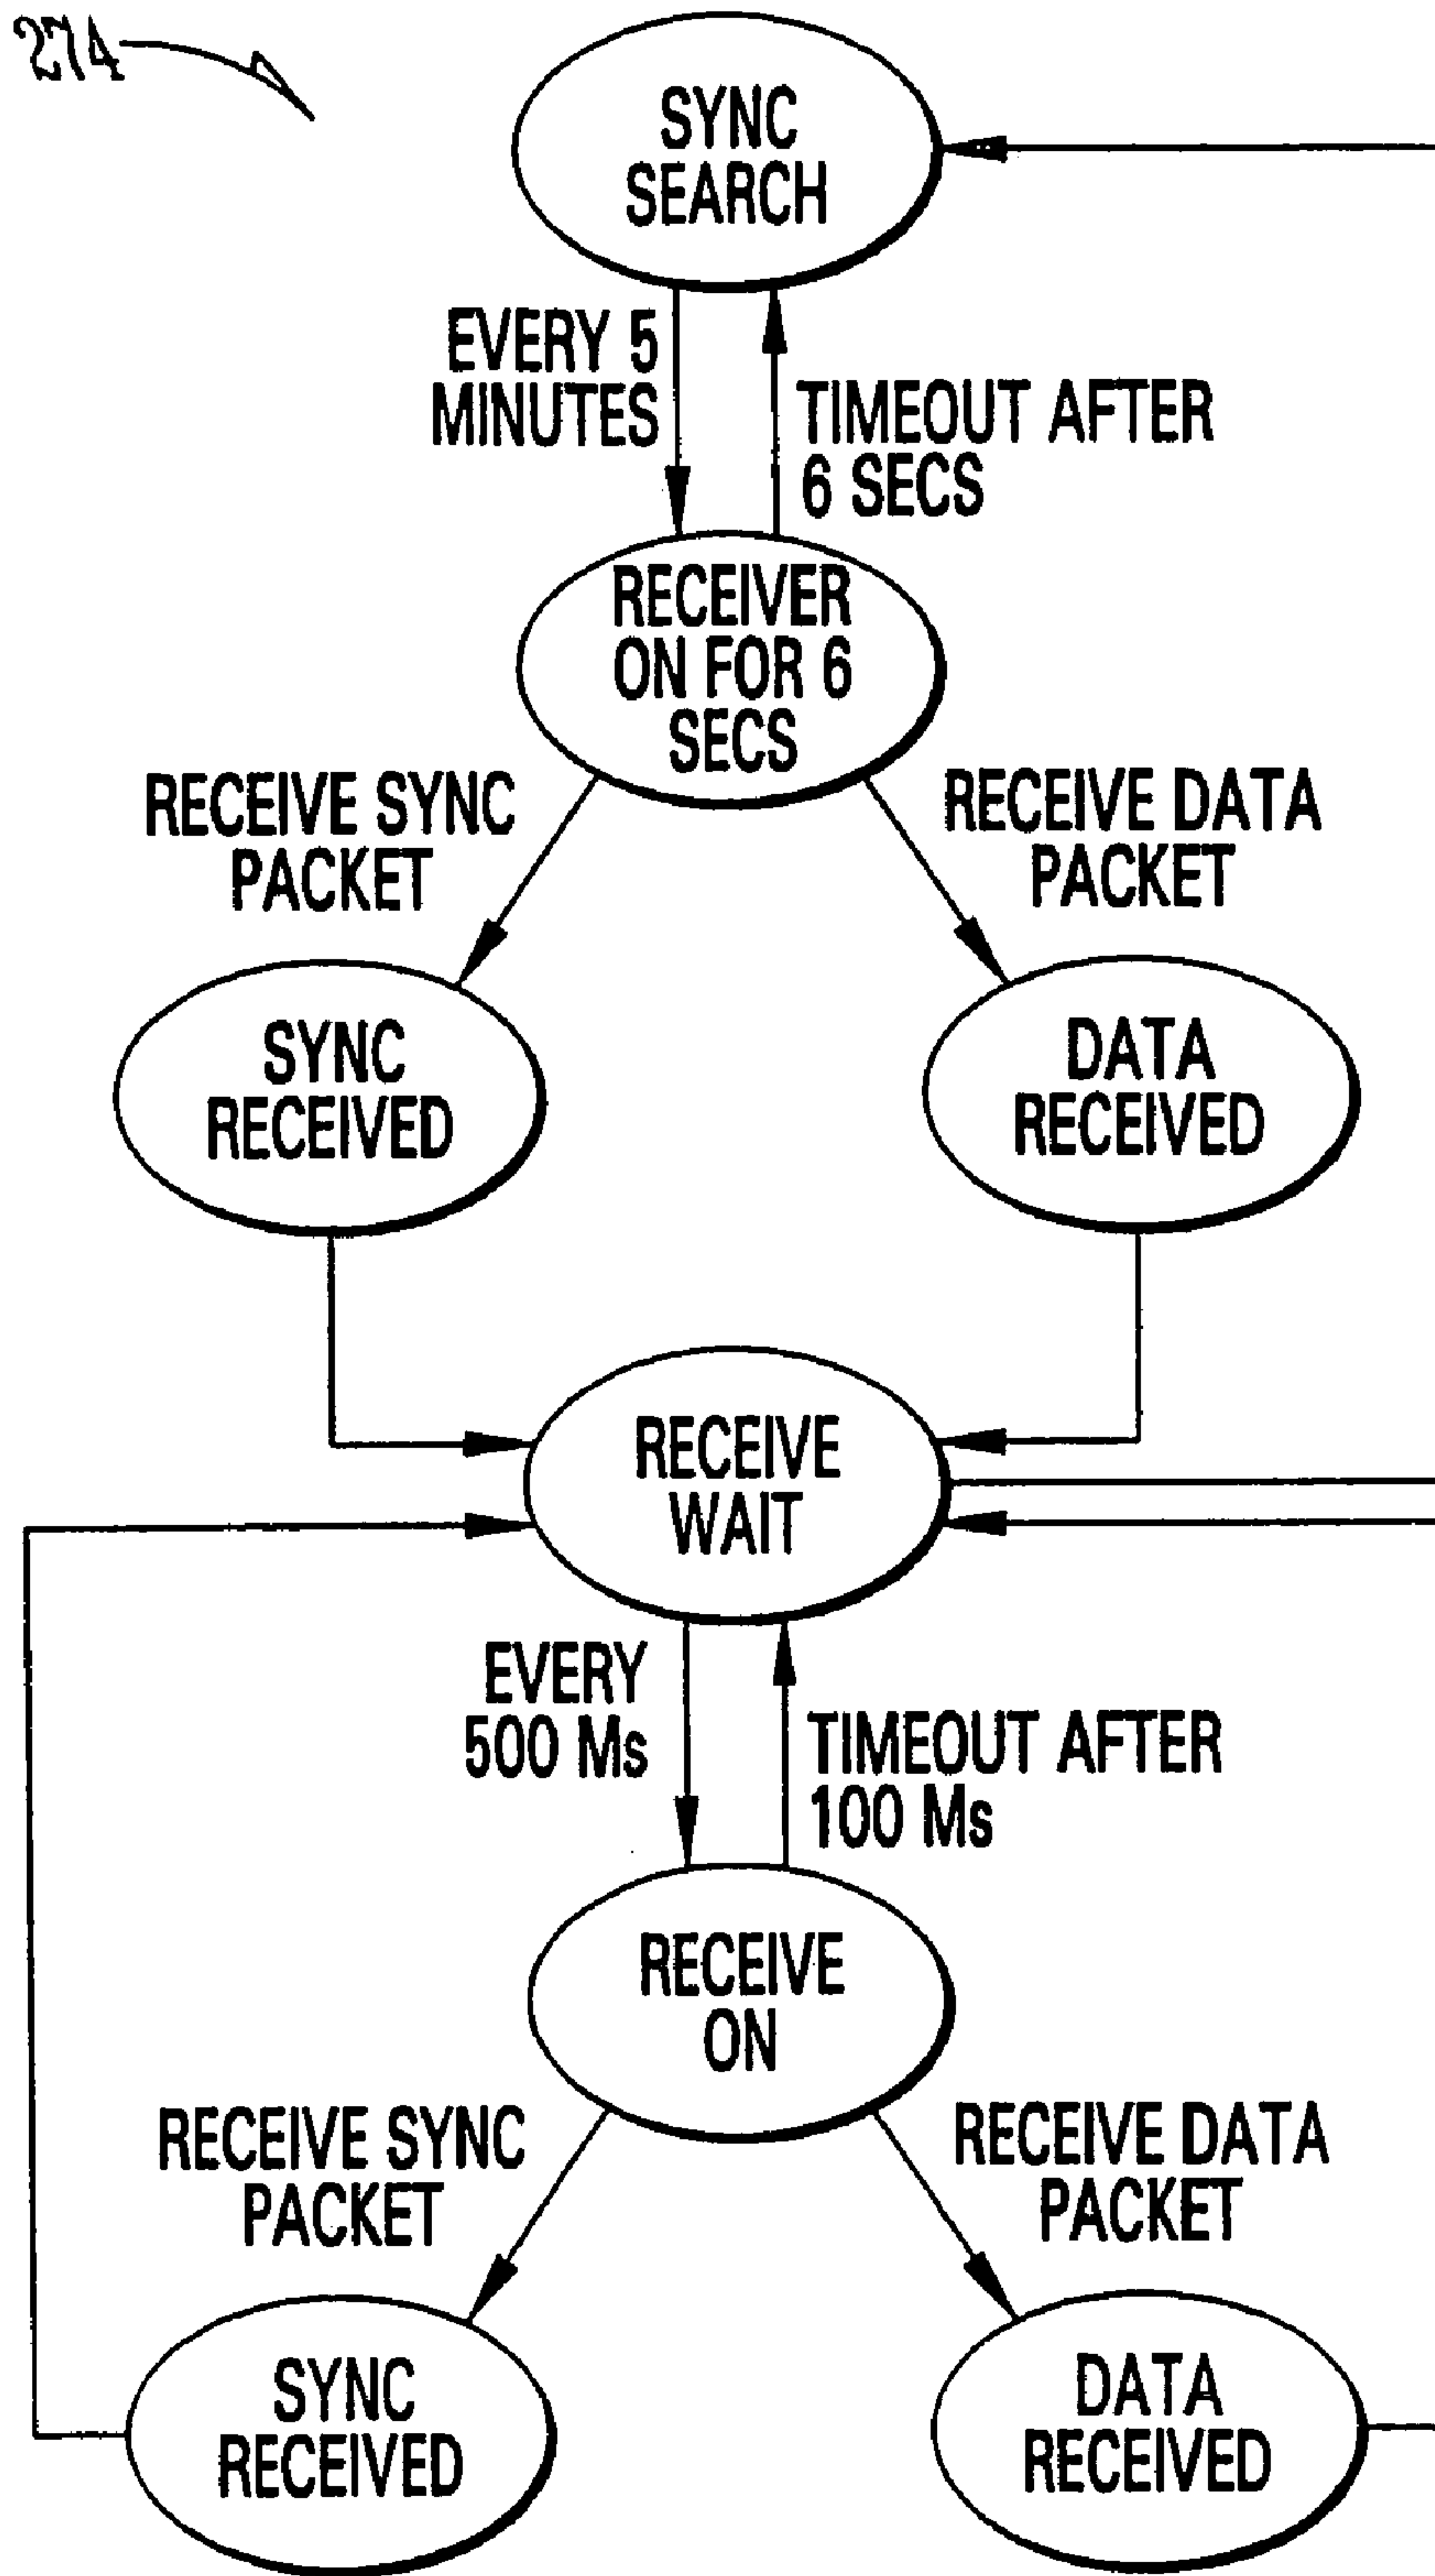 274
SYNC
SEARCH
EVERY 5
MINUTES
TIMEOUT AFTER
6 SECS
RECEIVER
ON FOR 6
SECS
RECEIVE SYNC
PACKET
RECEIVE DATA
PACKET
SYNC
RECEIVED
DATA
RECEIVED
RECEIVE
WAIT
EVERY
500 Ms
TIMEOUT AFTER
100 Ms
RECEIVE
ON
RECEIVE SYNC
PACKET
RECEIVE DATA
PACKET
SYNC
RECEIVED
DATA
RECEIVED